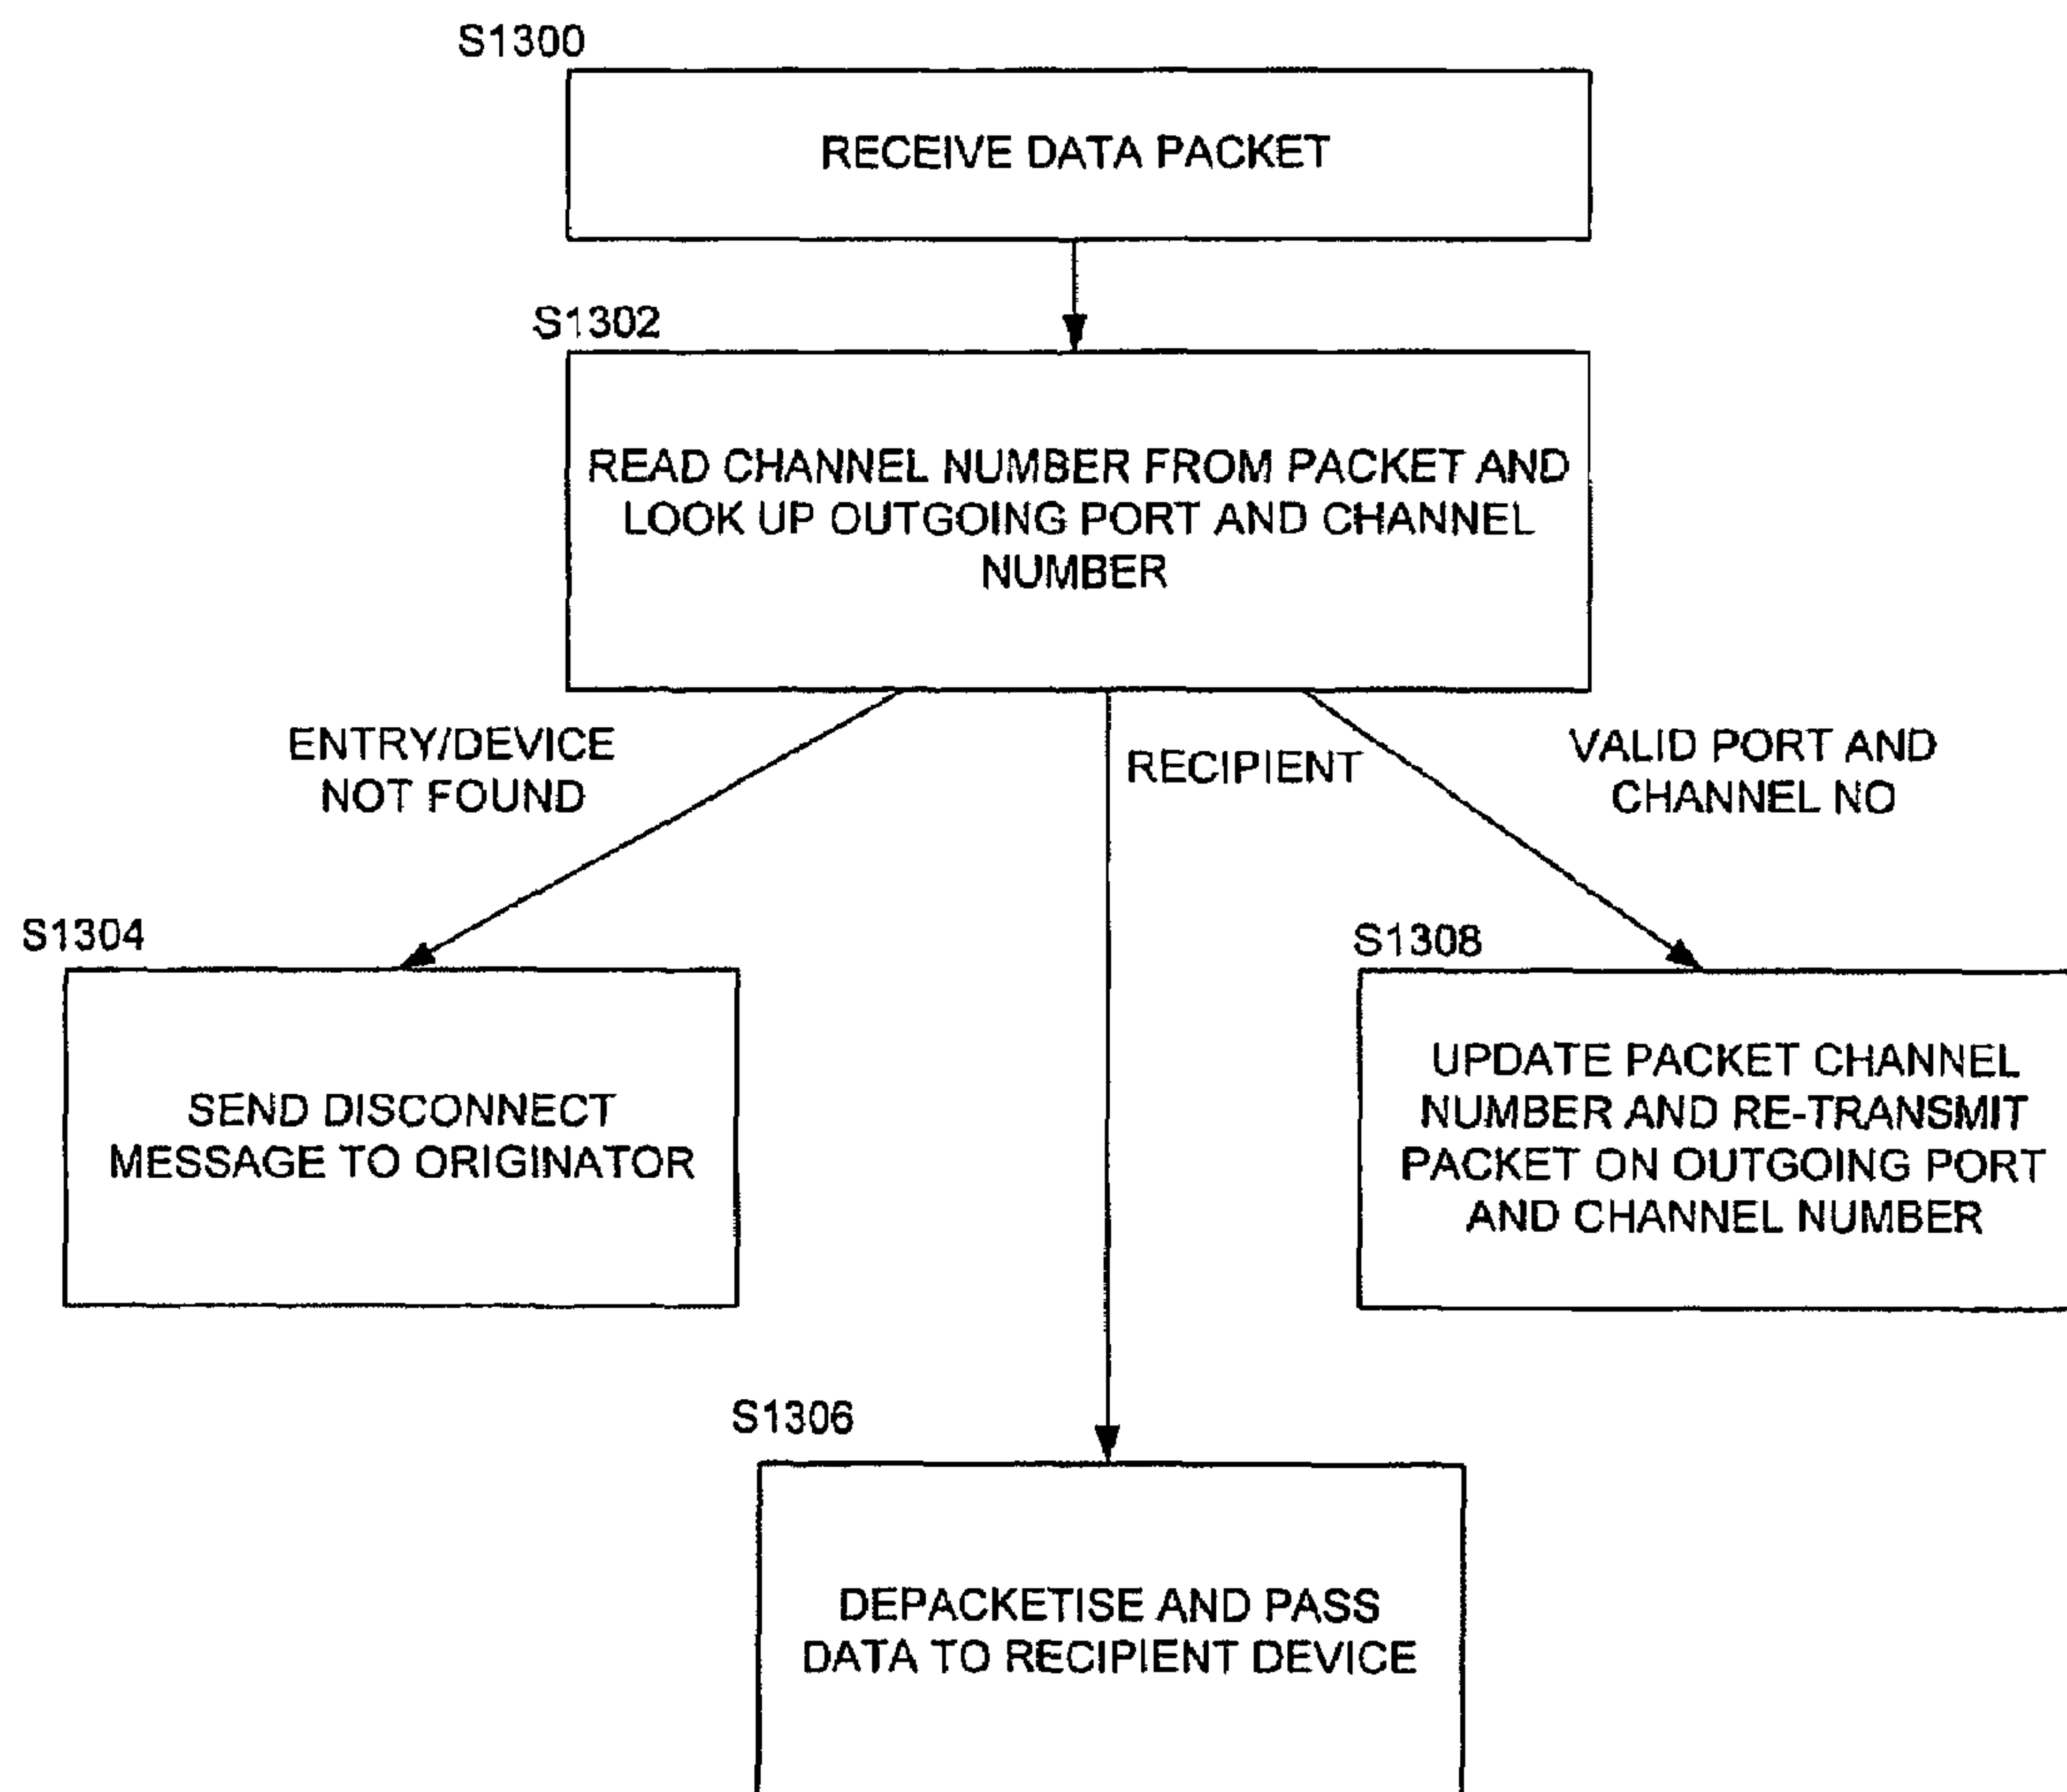 S1300
RECEIVE DATA PACKET
S1302
READ CHANNEL NUMBER FROM PACKET AND
LOOK UP OUTGOING PORT AND CHANNEL
NUMBER
ENTRY/DEVICE
NOT FOUND
RECIPIENT
VALID PORT AND
CHANNEL NO
S1304
SEND DISCONNECT
MESSAGE TO ORIGINATOR
S1308
UPDATE PACKET CHANNEL
NUMBER AND RE-TRANSMIT
PACKET ON OUTGOING PORT
AND CHANNEL NUMBER
S1306
DEPACKETISE AND PASS
DATA TO RECIPIENT DEVICE